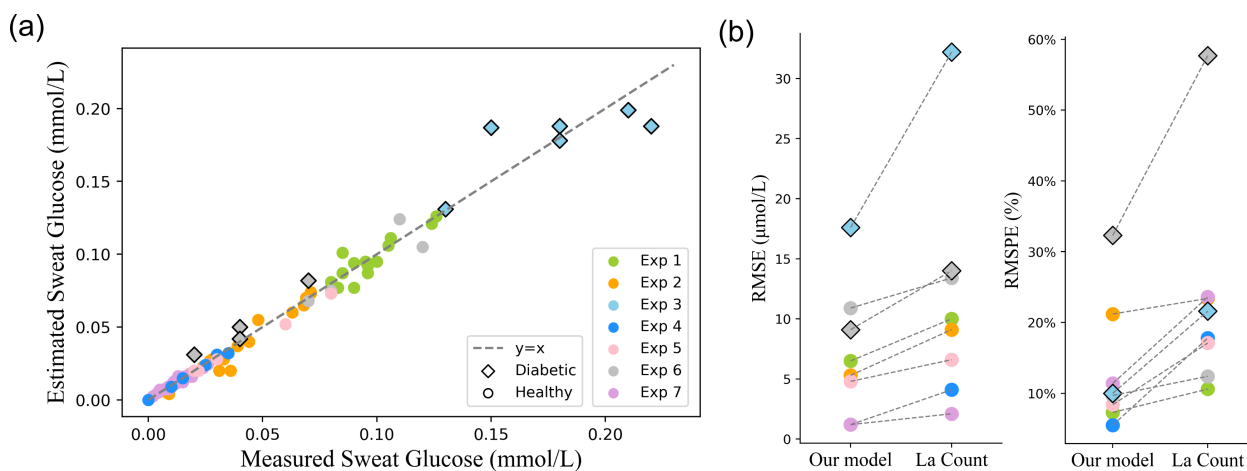 (a)
Estimated Sweat Glucose (mmol/L)
0.20
0.15
0.10
0.05
0.00
0.00 0.05 0.10 0.15 0.20
Measured Sweat Glucose (mmol/L)
y=x
Diabetic
Healthy
Exp 1
Exp 2
Exp 3
Exp 4
Exp 5
Exp 6
Exp 7
(b)
RMSE (μmol/L)
30
25
20
15
10
5
0
Our model La Count
RMSPE (%)
60%
50%
40%
30%
20%
10%
Our model La Count